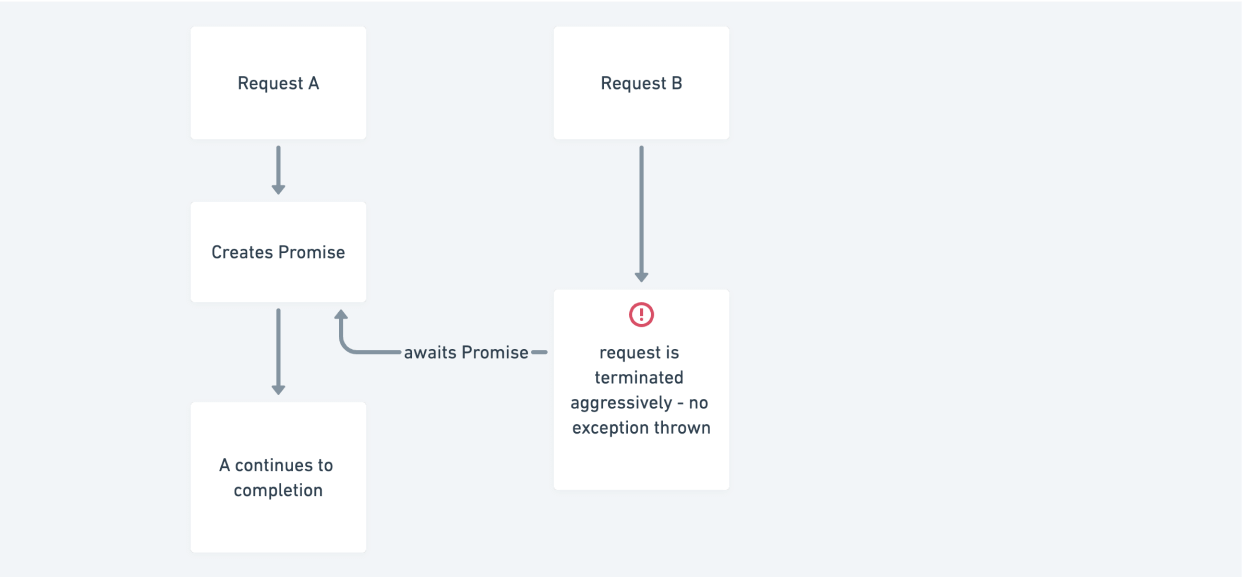 Request A
Request B
Creates Promise
awaits Promise
request is
terminated
aggressively - no
exception thrown
A continues to
completion